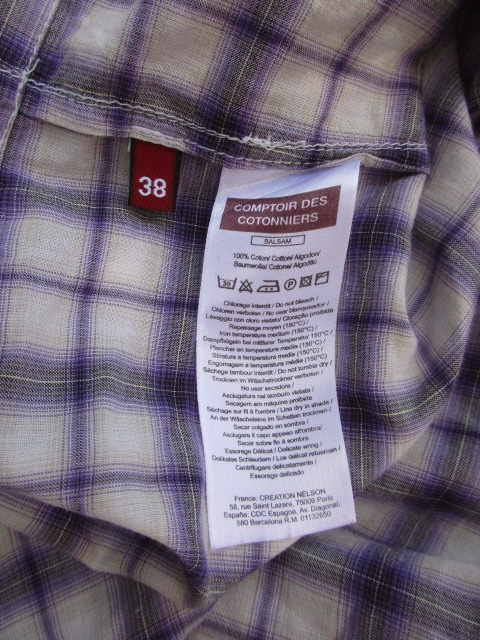 38
COMPTOIR DES
COTONNIERS
BALSAM
100% Coton/ Cotton/ Algodon/
Baumwolle/ Cotone/ Algodão
30
Chlorage interdit / Do not bleach /
Chloren verboten / No usar blanqueador/
Lavaggio con cloro vietato/ Cloração proibida
Repassage moyen (150°C) /
Iron temperature medium (150°C) /
Dampfbügeln bei mittlerer Temperatur 150°C /
Planchar en temperatura media (150°C) /
Stiratura a temperatura media (150°C) /
Engomagem a temperatura média (150°C)
Séchage tambour interdit / Do not tumble dry /
Trocknen im Wäschetrockner verboten /
No usar secadora /
Asciugatura nel tamburo vietata /
Secagem em máquina proibida
Séchage sur fil à l'ombre / Line dry in shade /
An der Wäscheleine im Schatten trocknen /
Secar colgado en sombra /
Asciugare il capo appeso all'ombra/
Secar sobre fio à sombra
Essorage Délicat / Delicate wring /
Delikates Schleudern / Los delicat retuercen /
Centrifugare delicatamente /
Essorage delicado
France: CREATION NELSON
58, rue Saint Lazare, 75009 Paris
España: CDC Espagne, Av. Diagonal,
580 Barcelona R.M. 01132650